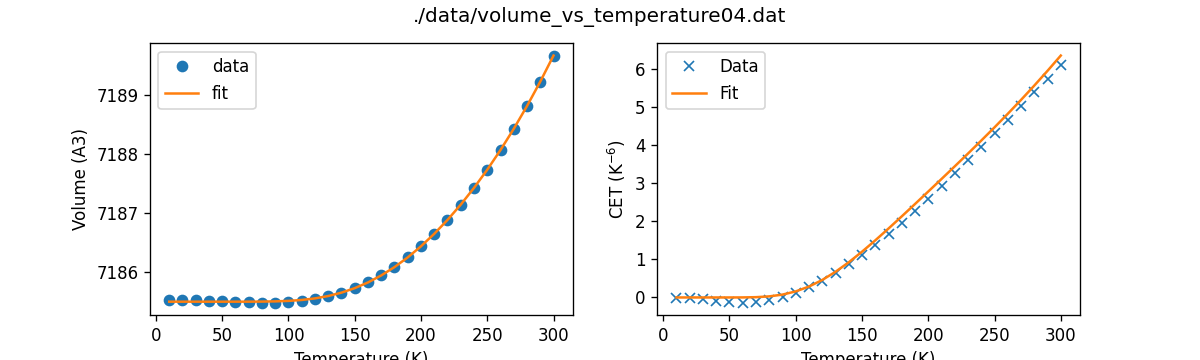 ./data/volume_vs_temperature04.dat
Volume (A3)
7189
7188
7187
7186
data
fit
0 50 100 150 200 250 300
Temperature (K)
CET (K⁻⁶)
6
5
4
3
2
1
0
Data
Fit
0 50 100 150 200 250 300
Temperature (K)